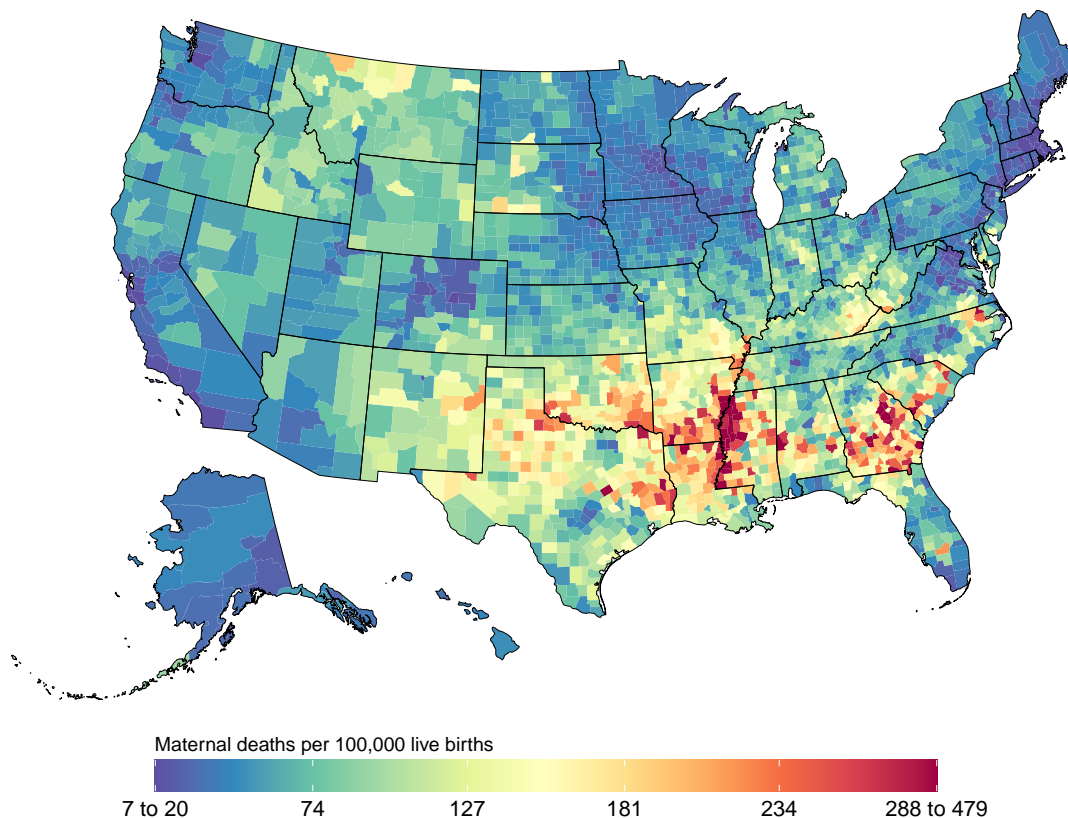 Maternal deaths per 100,000 live births
7 to 20 74 127 181 234 288 to 479